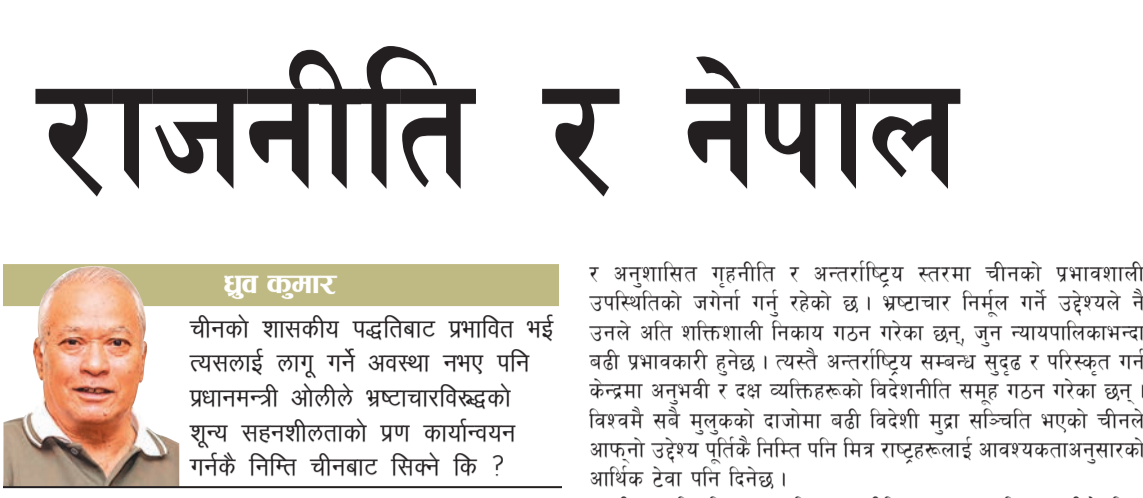 राजनीति र नेपाल
ध्रुव कुमार
चीनको शासकीय पद्धतिबाट प्रभावित भई
त्यसलाई लागू गर्ने अवस्था नभए पनि
प्रधानमन्त्री ओलीले भ्रष्टाचारविरुद्धको
शून्य सहनशीलताको प्रण कार्यान्वयन
गर्नकै निम्ति चीनबाट सिक्ने कि ?
र अनुशासित गृहनीति र अन्तर्राष्ट्रिय स्तरमा चीनको प्रभावशाली
उपस्थितिको जगेर्ना गर्नु रहेको छ । भ्रष्टाचार निर्मूल गर्ने उद्देश्यले नै
उनले अति शक्तिशाली निकाय गठन गरेका छन्, जुन न्यायपालिकाभन्दा
बढी प्रभावकारी हुनेछ । त्यस्तै अन्तर्राष्ट्रिय सम्बन्ध सुदृढ र परिस्कृत गर्न
केन्द्रमा अनुभवी र दक्ष व्यक्तिहरूको विदेशनीति समूह गठन गरेका छन् ।
विश्वमै सबै मुलुकको दाजोमा बढी विदेशी मुद्रा सञ्चिति भएको चीनले
आफ्नो उद्देश्य पूर्तिकै निम्ति पनि मित्र राष्ट्रहरूलाई आवश्यकताअनुसारको
आर्थिक टेवा पनि दिनेछ ।